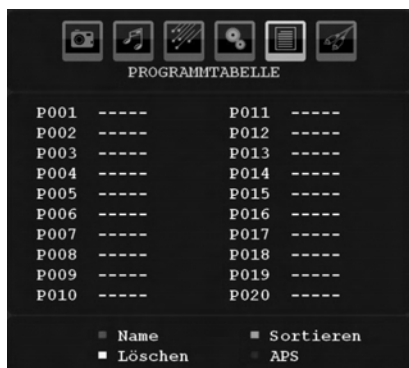 PROGRAMMTABELLE
P001 ----- P011 -----
P002 ----- P012 -----
P003 ----- P013 -----
P004 ----- P014 -----
P005 ----- P015 -----
P006 ----- P016 -----
P007 ----- P017 -----
P008 ----- P018 -----
P009 ----- P019 -----
P010 ----- P020 -----
Name Sortieren
Löschen APS